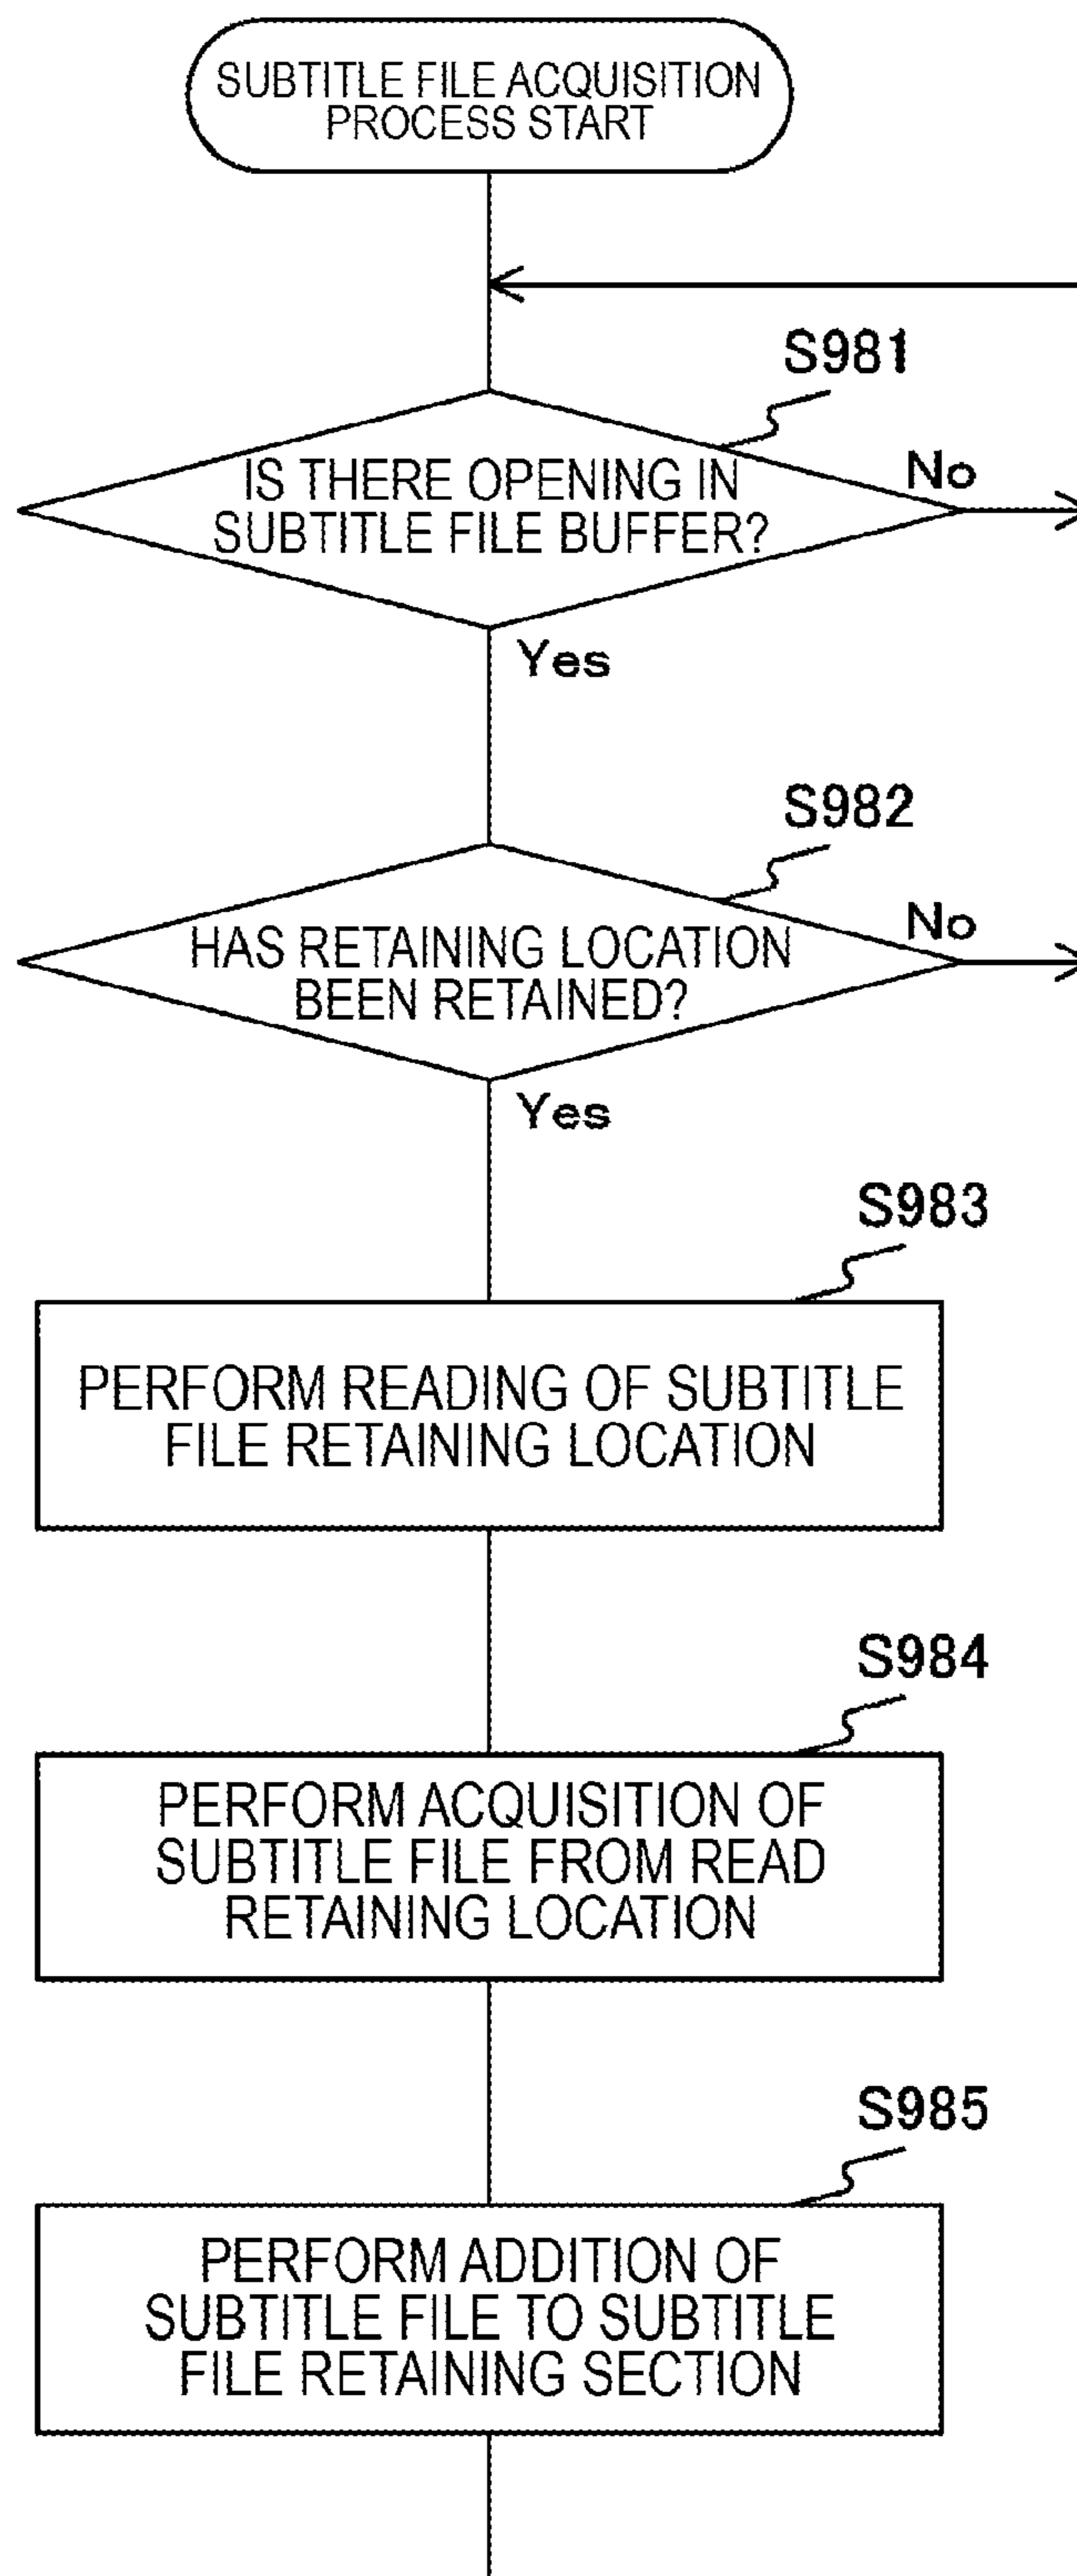 SUBTITLE FILE ACQUISITION
PROCESS START
S981
IS THERE OPENING IN
SUBTITLE FILE BUFFER?
No
Yes
S982
HAS RETAINING LOCATION
BEEN RETAINED?
No
Yes
S983
PERFORM READING OF SUBTITLE
FILE RETAINING LOCATION
S984
PERFORM ACQUISITION OF
SUBTITLE FILE FROM READ
RETAINING LOCATION
S985
PERFORM ADDITION OF
SUBTITLE FILE TO SUBTITLE
FILE RETAINING SECTION